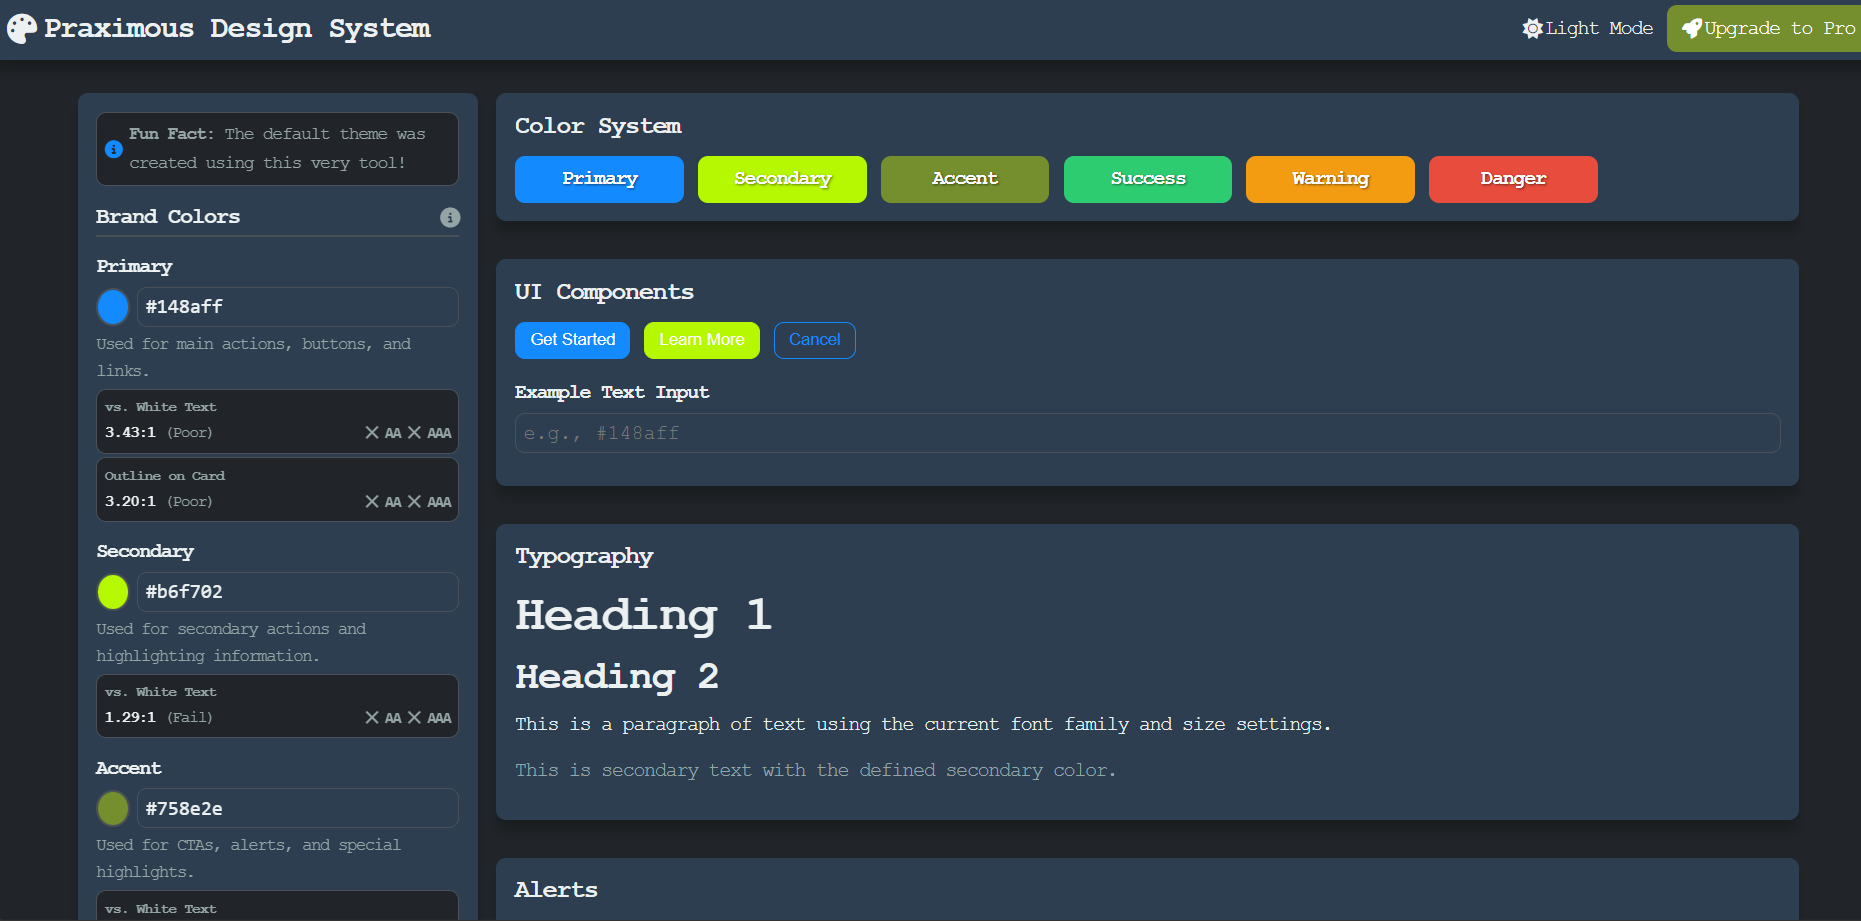 Praximous Design System
Light Mode
Upgrade to Pro
Fun Fact: The default theme was
created using this very tool!
Brand Colors
Primary
#148aff
Used for main actions, buttons, and
links.
vs. White Text
3.43:1 (Poor)
AA
AAA
Outline on Card
3.20:1 (Poor)
AA
AAA
Secondary
#b6f702
Used for secondary actions and
highlighting information.
vs. White Text
1.29:1 (Fail)
AA
AAA
Accent
#758e2e
Used for CTAs, alerts, and special
highlights.
vs. White Text
Color System
Primary
Secondary
Accent
Success
Warning
Danger
UI Components
Get Started
Learn More
Cancel
Example Text Input
e.g., #148aff
Typography
Heading 1
Heading 2
This is a paragraph of text using the current font family and size settings.
This is secondary text with the defined secondary color.
Alerts